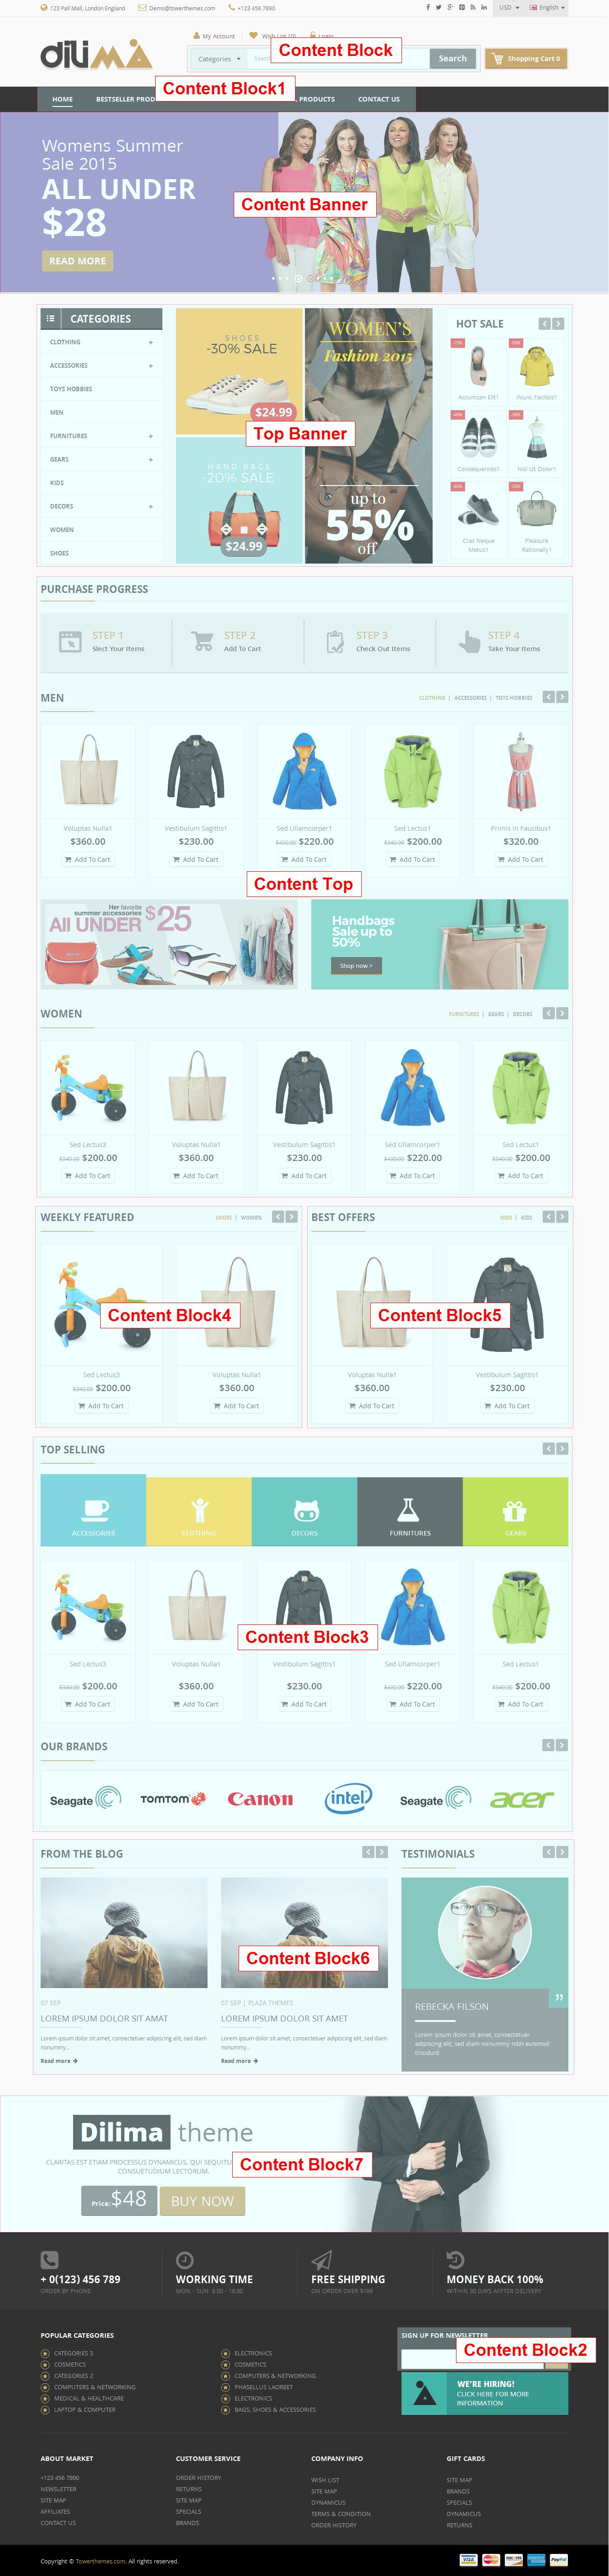 123 Pall Mall, London England Demo@towerthemes.com +123 456 7890 USD English
My Account Wish List (0) Login
diliMA
Categories Search Shopping Cart 0
Content Block
Content Block1
HOME BESTSELLER PRODUCTS CONTACT US
Womens Summer
Sale 2015
ALL UNDER
$28
READ MORE
Content Banner
CATEGORIES
CLOTHING +
ACCESSORIES +
TOYS HOBBIES
MEN
FURNITURES +
GEARS +
KIDS
DECORS +
WOMEN
SHOES
SHOES
-30% SALE
$24.99
HAND BAGS
-20% SALE
$24.99
WOMEN'S
Fashion 2015
up to
55%
off
Top Banner
HOT SALE
Accumsan Elit1 INunc Facilisis1
Consequences1 Nisl Ut Dolor1
Cras Neque
Metus1
Pleasure
Rationally1
PURCHASE PROGRESS
STEP 1
Slect Your Items
STEP 2
Add To Cart
STEP 3
Check Out Items
STEP 4
Take Your Items
MEN CLOTHING | ACCESSORIES | TOYS HOBBIES
Voluptas Nulla1 Vestibulum Sagittis1 Sed Ullamcorper1 Sed Lectus1 Primis In Faucibus1
$360.00 $230.00 $420.00 $220.00 $340.00 $200.00 $320.00
Add To Cart Add To Cart Add To Cart Add To Cart Add To Cart
Content Top
Her favorite
summer accessories
All UNDER $25
Handbags
Sale up to
50%
Shop now >
WOMEN FURNITURES | GEARS | DECORS
Sed Lectus3 Voluptas Nulla1 Vestibulum Sagittis1 Sed Ullamcorper1 Sed Lectus1
$340.00 $200.00 $360.00 $230.00 $420.00 $220.00 $340.00 $200.00
Add To Cart Add To Cart Add To Cart Add To Cart Add To Cart
WEEKLY FEATURED SHOES | WOMEN
Content Block4
Sed Lectus3 Voluptas Nulla1
$340.00 $200.00 $360.00
Add To Cart Add To Cart
BEST OFFERS MEN | KIDS
Content Block5
Voluptas Nulla1 Vestibulum Sagittis1
$360.00 $230.00
Add To Cart Add To Cart
TOP SELLING
ACCESSORIES CLOTHING DECORS FURNITURES GEARS
Content Block3
Sed Lectus3 Voluptas Nulla1 Vestibulum Sagittis1 Sed Ullamcorper1 Sed Lectus1
$340.00 $200.00 $360.00 $230.00 $420.00 $220.00 $340.00 $200.00
Add To Cart Add To Cart Add To Cart Add To Cart Add To Cart
OUR BRANDS
Seagate TOMTOM Canon intel Seagate acer
FROM THE BLOG
Content Block6
07 SEP
LOREM IPSUM DOLOR SIT AMAT
Lorem ipsum dolor sit amet, consectetuer adipiscing elit, sed diam
nonummy...
Read more
07 SEP | PLAZA THEMES
LOREM IPSUM DOLOR SIT AMET
Lorem ipsum dolor sit amet, consectetuer adipiscing elit, sed diam
nonummy...
Read more
TESTIMONIALS
REBECKA FILSON
Lorem ipsum dolor sit amet, consectetuer
adipiscing elit, sed diam nonummy nibh euismod
tincidunt
Dilima theme
CLARITAS EST ETIAM PROCESSUS DYNAMICUS, QUI SEQUITU
CONSUETUDIUM LECTORUM.
Content Block7
Price: $48 BUY NOW
+ 0(123) 456 789
ORDER BY PHONE
WORKING TIME
MON - SUN: 8:00 - 18:00
FREE SHIPPING
ON ORDER OVER $199
MONEY BACK 100%
WITHIN 30 DAYS AFTTER DELIVERY
POPULAR CATEGORIES
CATEGORIES 3
COSMETICS
CATEGORIES 2
COMPUTERS & NETWORKING
MEDICAL & HEALTHCARE
LAPTOP & COMPUTER
ELECTRONICS
COSMETICS
COMPUTERS & NETWORKING
PHASELLUS LAOREET
ELECTRONICS
BAGS, SHOES & ACCESSORIES
SIGN UP FOR NEWSLETTER
Content Block2
WE'RE HIRING!
CLICK HERE FOR MORE
INFORMATION
ABOUT MARKET
+123 456 7890
NEWSLETTER
SITE MAP
AFFILIATES
CONTACT US
CUSTOMER SERVICE
ORDER HISTORY
RETURNS
SITE MAP
SPECIALS
BRANDS
COMPANY INFO
WISH LIST
SITE MAP
DYNAMICUS
TERMS & CONDITION
ORDER HISTORY
GIFT CARDS
SITE MAP
BRANDS
SPECIALS
DYNAMICUS
RETURNS
Copyright © Towerthemes.com. All rights reserved.
VISA MasterCard DISCOVER PayPal